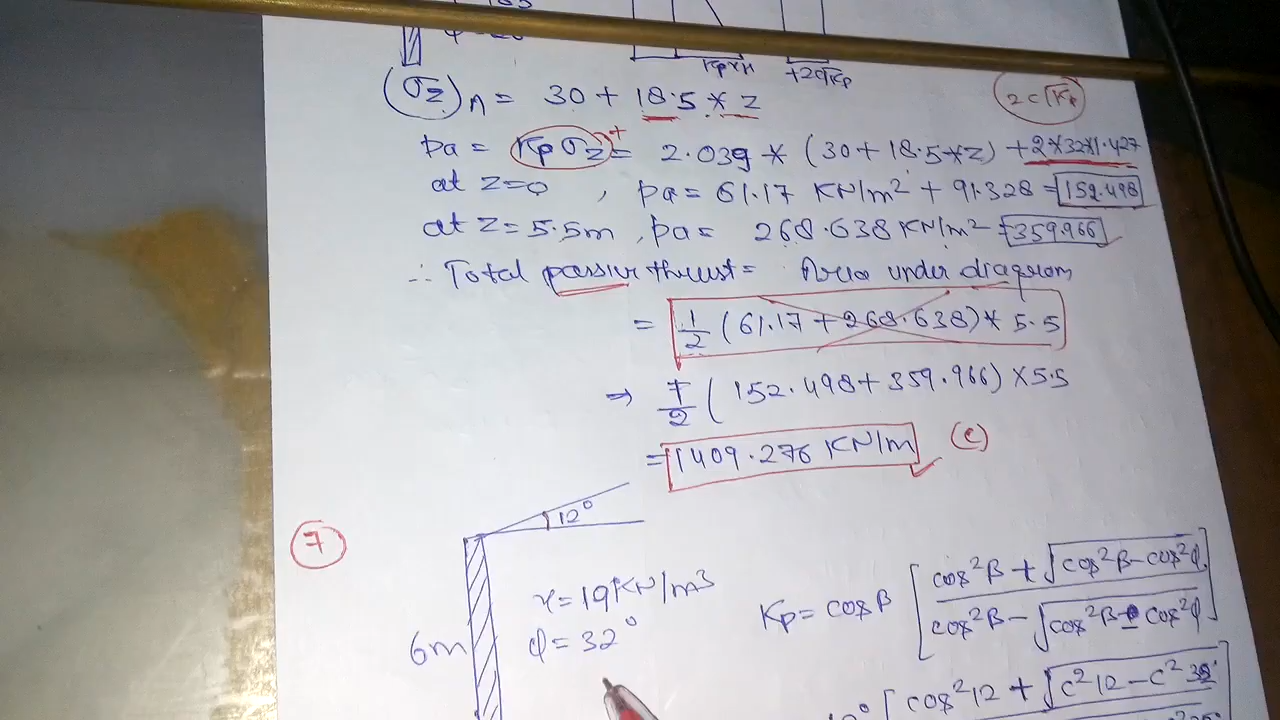 KpγH
+2c√Kp
(σz)n = 30 + 18.5 * z
2c√Kp
pa = Kpσz + = 2.039 * (30 + 18.5*z) + 2*32*1.427
at z=0 , pa = 61.17 KN/m² + 91.328 = 152.498
at z = 5.5m , pa = 268.638 KN/m² = 359.966
∴ Total passive thrust = Area under diagram
= 1/2 (61.17 + 268.638) * 5.5
⇒ 1/2 (152.498 + 359.966) × 5.5
= 1409.276 KN/m (c)
7
12°
γ = 19 KN/m³
φ = 32°
6m
Kp = cosβ [cos²β + √cos²β - cos²φ / cos²β - √cos²β - cos²φ]
[cos²12 + √c²12 - c²32